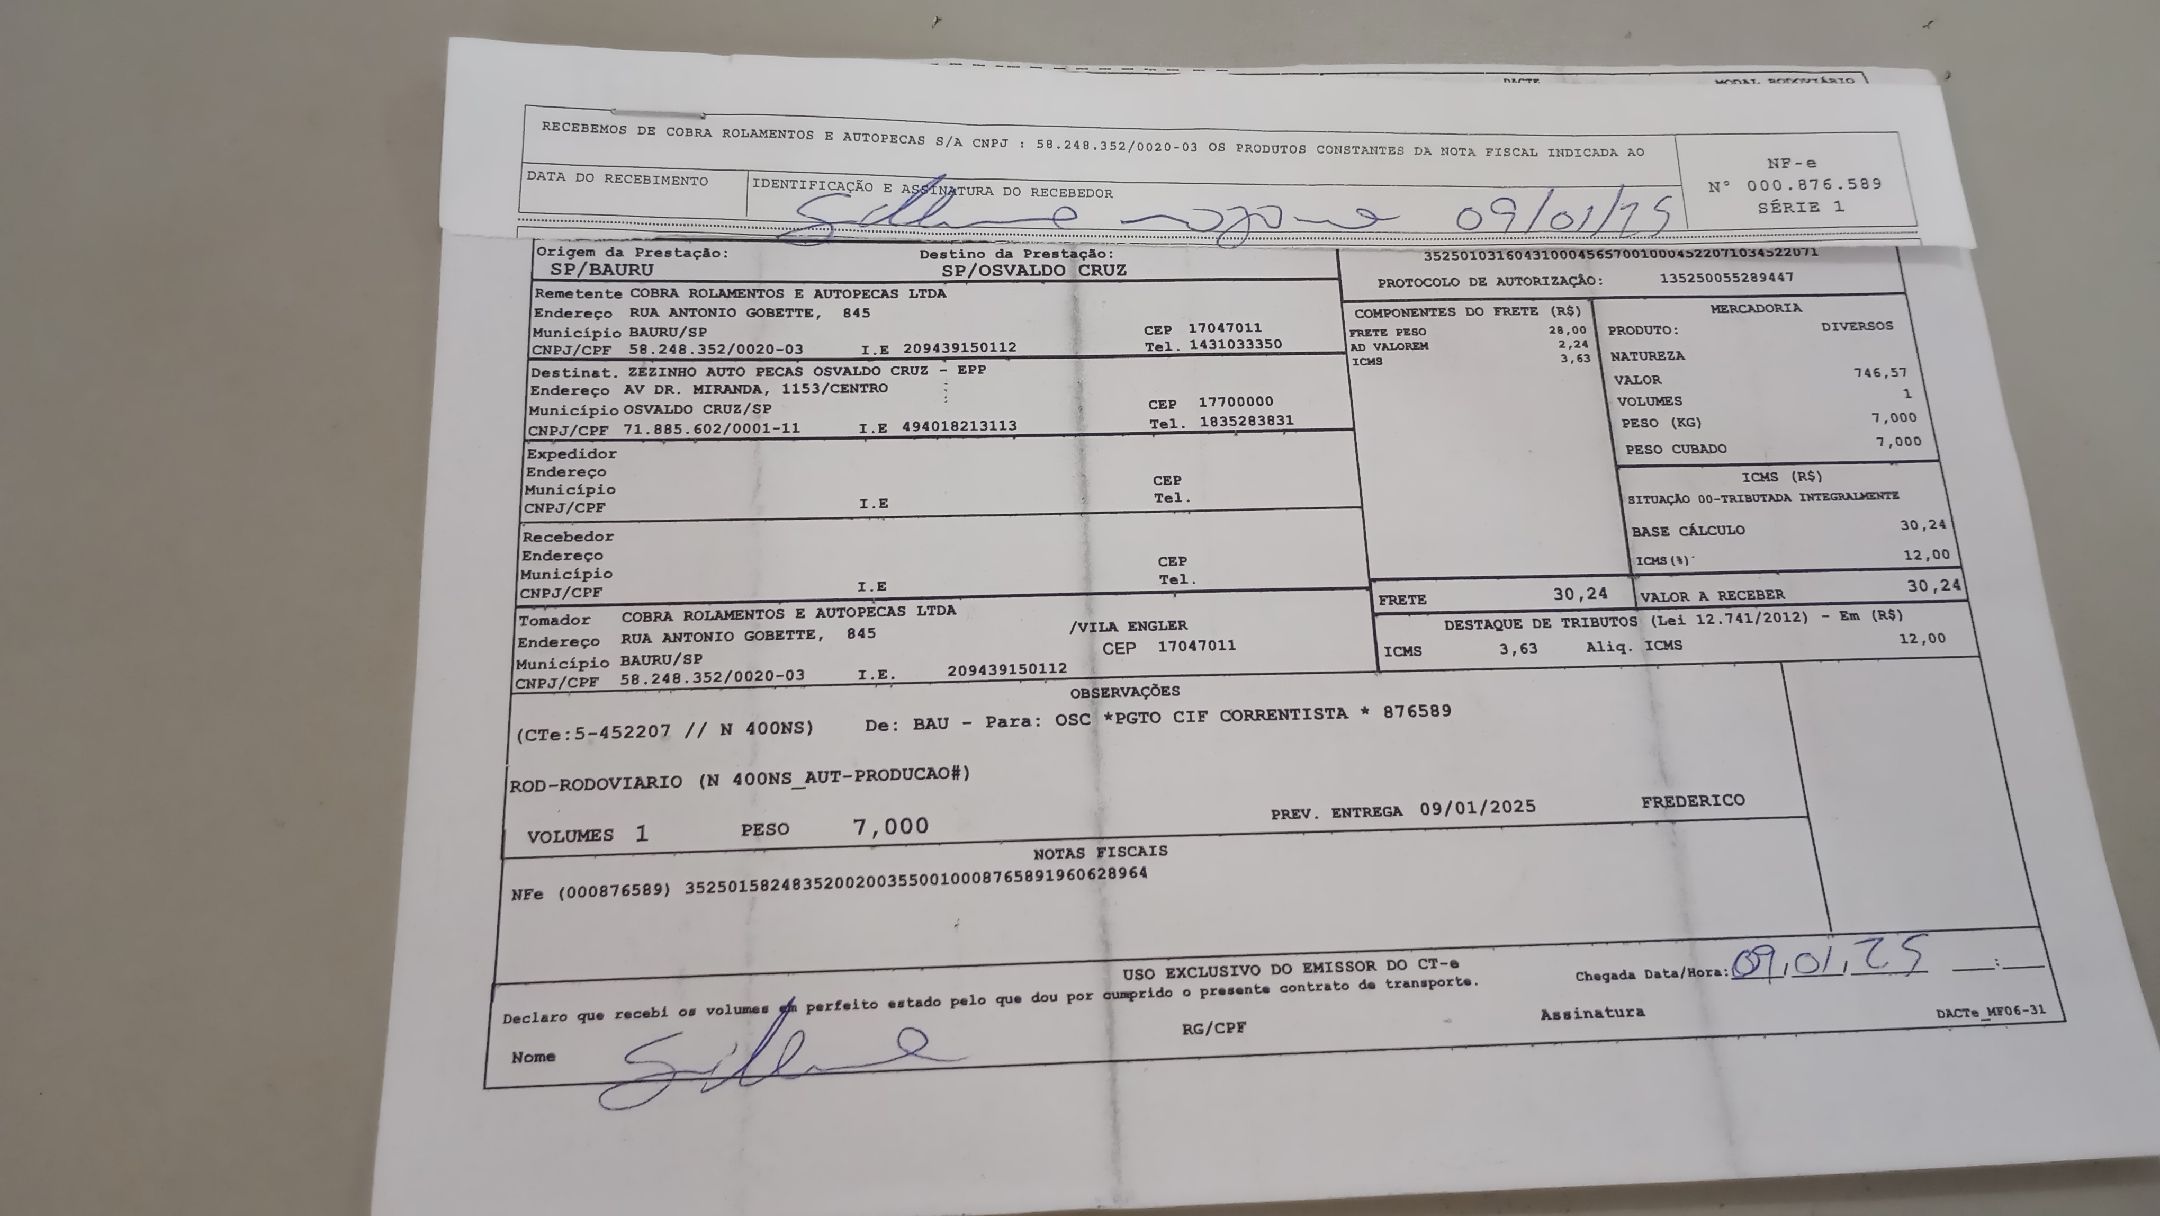 DACTE MODAL RODOVIÁRIO
RECEBEMOS DE COBRA ROLAMENTOS E AUTOPECAS S/A CNPJ : 58.248.352/0020-03 OS PRODUTOS CONSTANTES DA NOTA FISCAL INDICADA AO
NF-e
Nº 000.876.589
SÉRIE 1
DATA DO RECEBIMENTO
IDENTIFICAÇÃO E ASSINATURA DO RECEBEDOR
09/01/25
Origem da Prestação: Destino da Prestação:
SP/BAURU SP/OSVALDO CRUZ
35250103160431000456570010004522071034522071
PROTOCOLO DE AUTORIZAÇÃO: 135250055289447
Remetente COBRA ROLAMENTOS E AUTOPECAS LTDA
Endereço RUA ANTONIO GOBETTE, 845
Município BAURU/SP CEP 17047011
CNPJ/CPF 58.248.352/0020-03 I.E 209439150112 Tel. 1431033350
Destinat. ZEZINHO AUTO PECAS OSVALDO CRUZ - EPP
Endereço AV DR. MIRANDA, 1153/CENTRO
Município OSVALDO CRUZ/SP CEP 17700000
CNPJ/CPF 71.885.602/0001-11 I.E 494018213113 Tel. 1835283831
Expedidor
Endereço
Município CEP
CNPJ/CPF I.E Tel.
Recebedor
Endereço
Município CEP
CNPJ/CPF I.E Tel.
Tomador COBRA ROLAMENTOS E AUTOPECAS LTDA
Endereço RUA ANTONIO GOBETTE, 845 /VILA ENGLER
Município BAURU/SP CEP 17047011
CNPJ/CPF 58.248.352/0020-03 I.E. 209439150112
COMPONENTES DO FRETE (R$)
FRETE PESO 28,00
AD VALOREM 2,24
ICMS 3,63
MERCADORIA
PRODUTO: DIVERSOS
NATUREZA
VALOR 746,57
VOLUMES 1
PESO (KG) 7,000
PESO CUBADO 7,000
ICMS (R$)
SITUAÇÃO 00-TRIBUTADA INTEGRALMENTE
BASE CÁLCULO 30,24
ICMS(%) 12,00
FRETE 30,24 VALOR A RECEBER 30,24
DESTAQUE DE TRIBUTOS (Lei 12.741/2012) - Em (R$)
ICMS 3,63 Aliq. ICMS 12,00
OBSERVAÇÕES
(CTe:5-452207 // N 400NS) De: BAU - Para: OSC *PGTO CIF CORRENTISTA * 876589
ROD-RODOVIARIO (N 400NS_AUT-PRODUCAO#)
VOLUMES 1 PESO 7,000 PREV. ENTREGA 09/01/2025 FREDERICO
NOTAS FISCAIS
NFe (000876589) 35250158248352002003550010008765891960628964
USO EXCLUSIVO DO EMISSOR DO CT-e
Declaro que recebi os volumes em perfeito estado pelo que dou por cumprido o presente contrato de transporte.
Chegada Data/Hora: 09,01,25 __:__
Nome RG/CPF Assinatura
DACTe_MF06-31